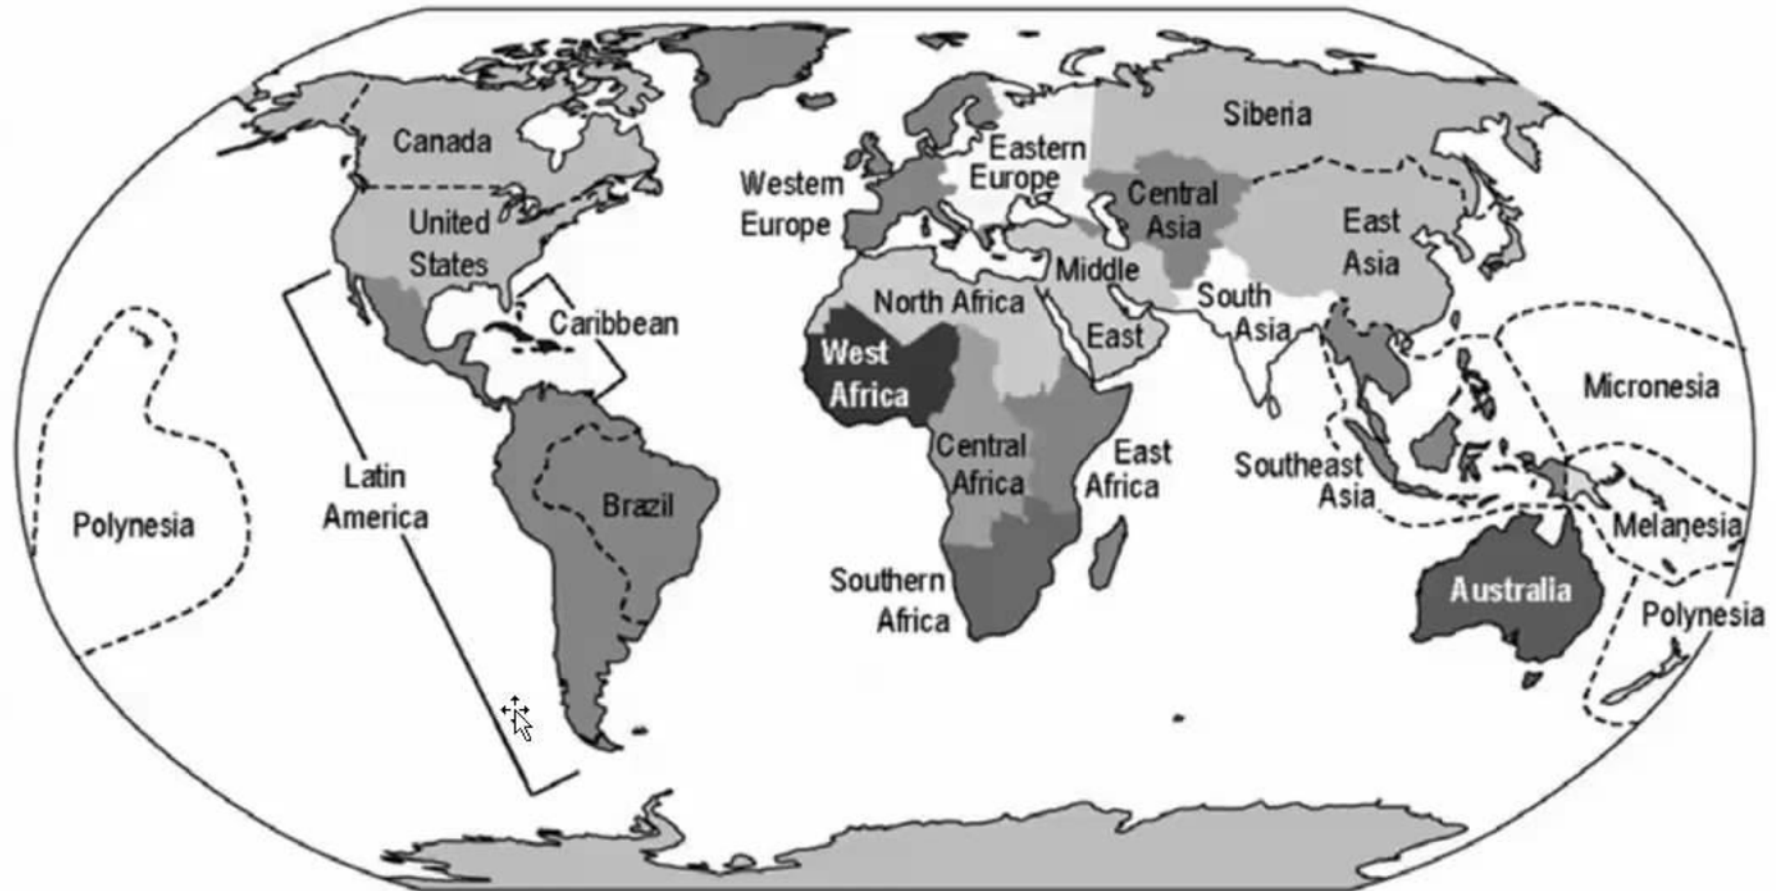 Canada
United
States
Caribbean
Latin
America
Brazil
Polynesia
Western
Europe
Eastern
Europe
Siberia
Central
Asia
East
Asia
Middle
East
North Africa
South
Asia
West
Africa
Central
Africa
East
Africa
Southern
Africa
Southeast
Asia
Micronesia
Melanesia
Australia
Polynesia